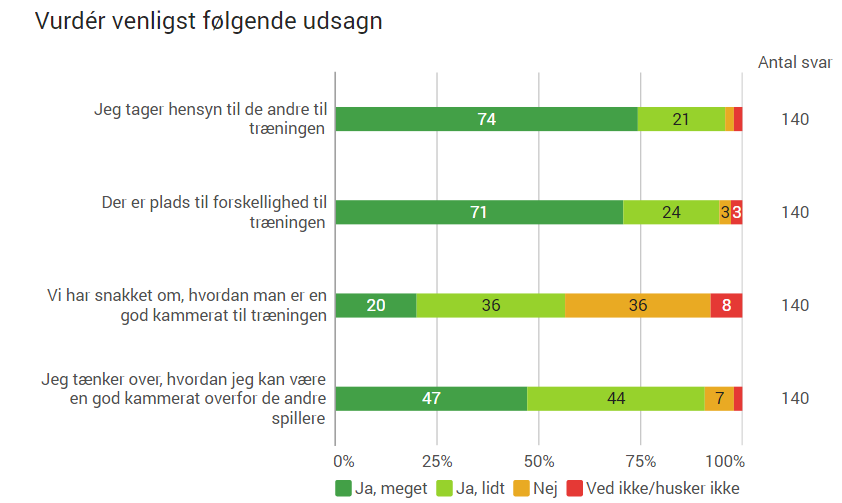 Vurdér venligst følgende udsagn
Antal svar
Jeg tager hensyn til de andre til
træningen
74
21
140
Der er plads til forskellighed til
træningen
71
24
3
3
140
Vi har snakket om, hvordan man er en
god kammerat til træningen
20
36
36
8
140
Jeg tænker over, hvordan jeg kan være
en god kammerat overfor de andre
spillere
47
44
7
140
0% 25% 50% 75% 100%
Ja, meget Ja, lidt Nej Ved ikke/husker ikke